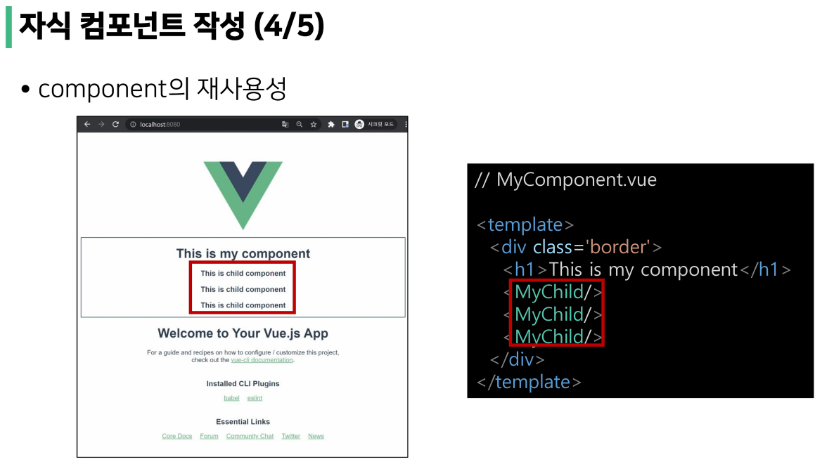 자식 컴포넌트 작성 (4/5)
• component의 재사용성
localhost:8080
시크릿 모드
This is my component
This is child component
This is child component
This is child component
Welcome to Your Vue.js App
For a guide and recipes on how to configure / customize this project,
check out the vue-cli documentation.
Installed CLI Plugins
babel eslint
Essential Links
Core Docs Forum Community Chat Twitter News
// MyComponent.vue
<template>
<div class='border'>
<h1>This is my component</h1>
<MyChild/>
<MyChild/>
<MyChild/>
</div>
</template>